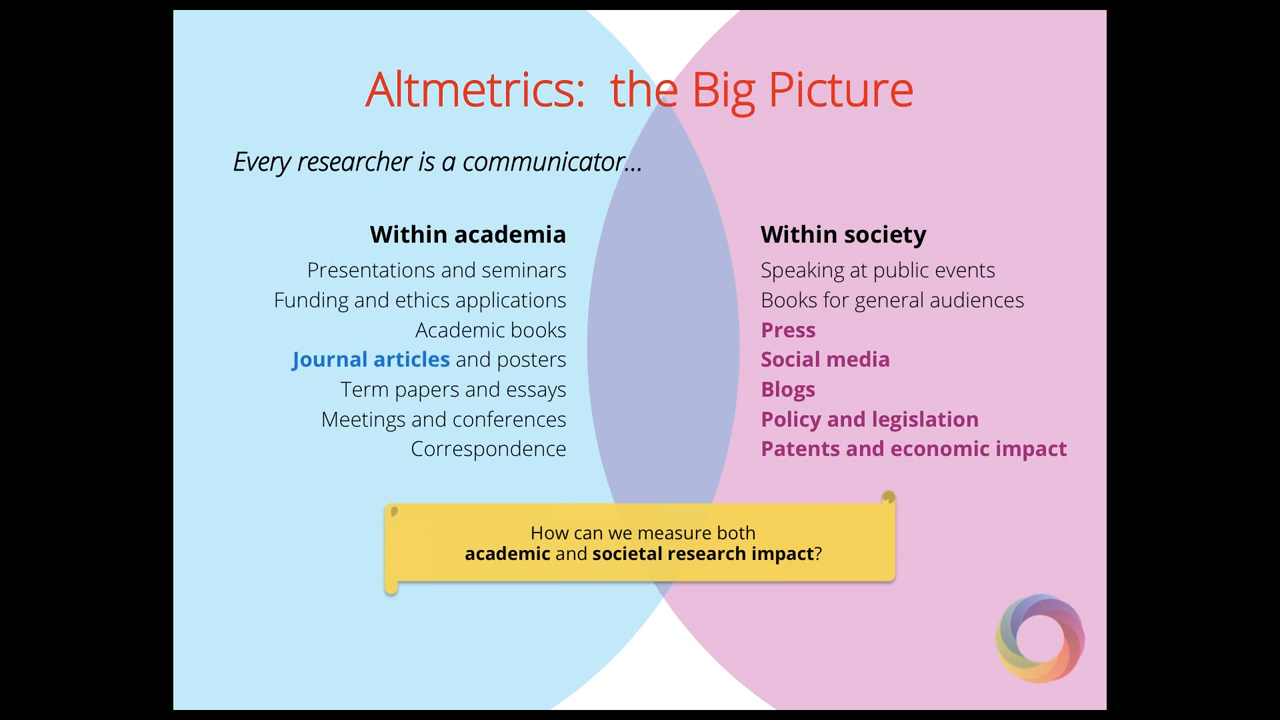 Altmetrics:  the Big Picture
Every researcher is a communicator...
Within academia
Presentations and seminars
Funding and ethics applications
Academic books
Journal articles and posters
Term papers and essays
Meetings and conferences
Correspondence
Within society
Speaking at public events
Books for general audiences
Press
Social media
Blogs
Policy and legislation
Patents and economic impact
How can we measure both
academic and societal research impact?